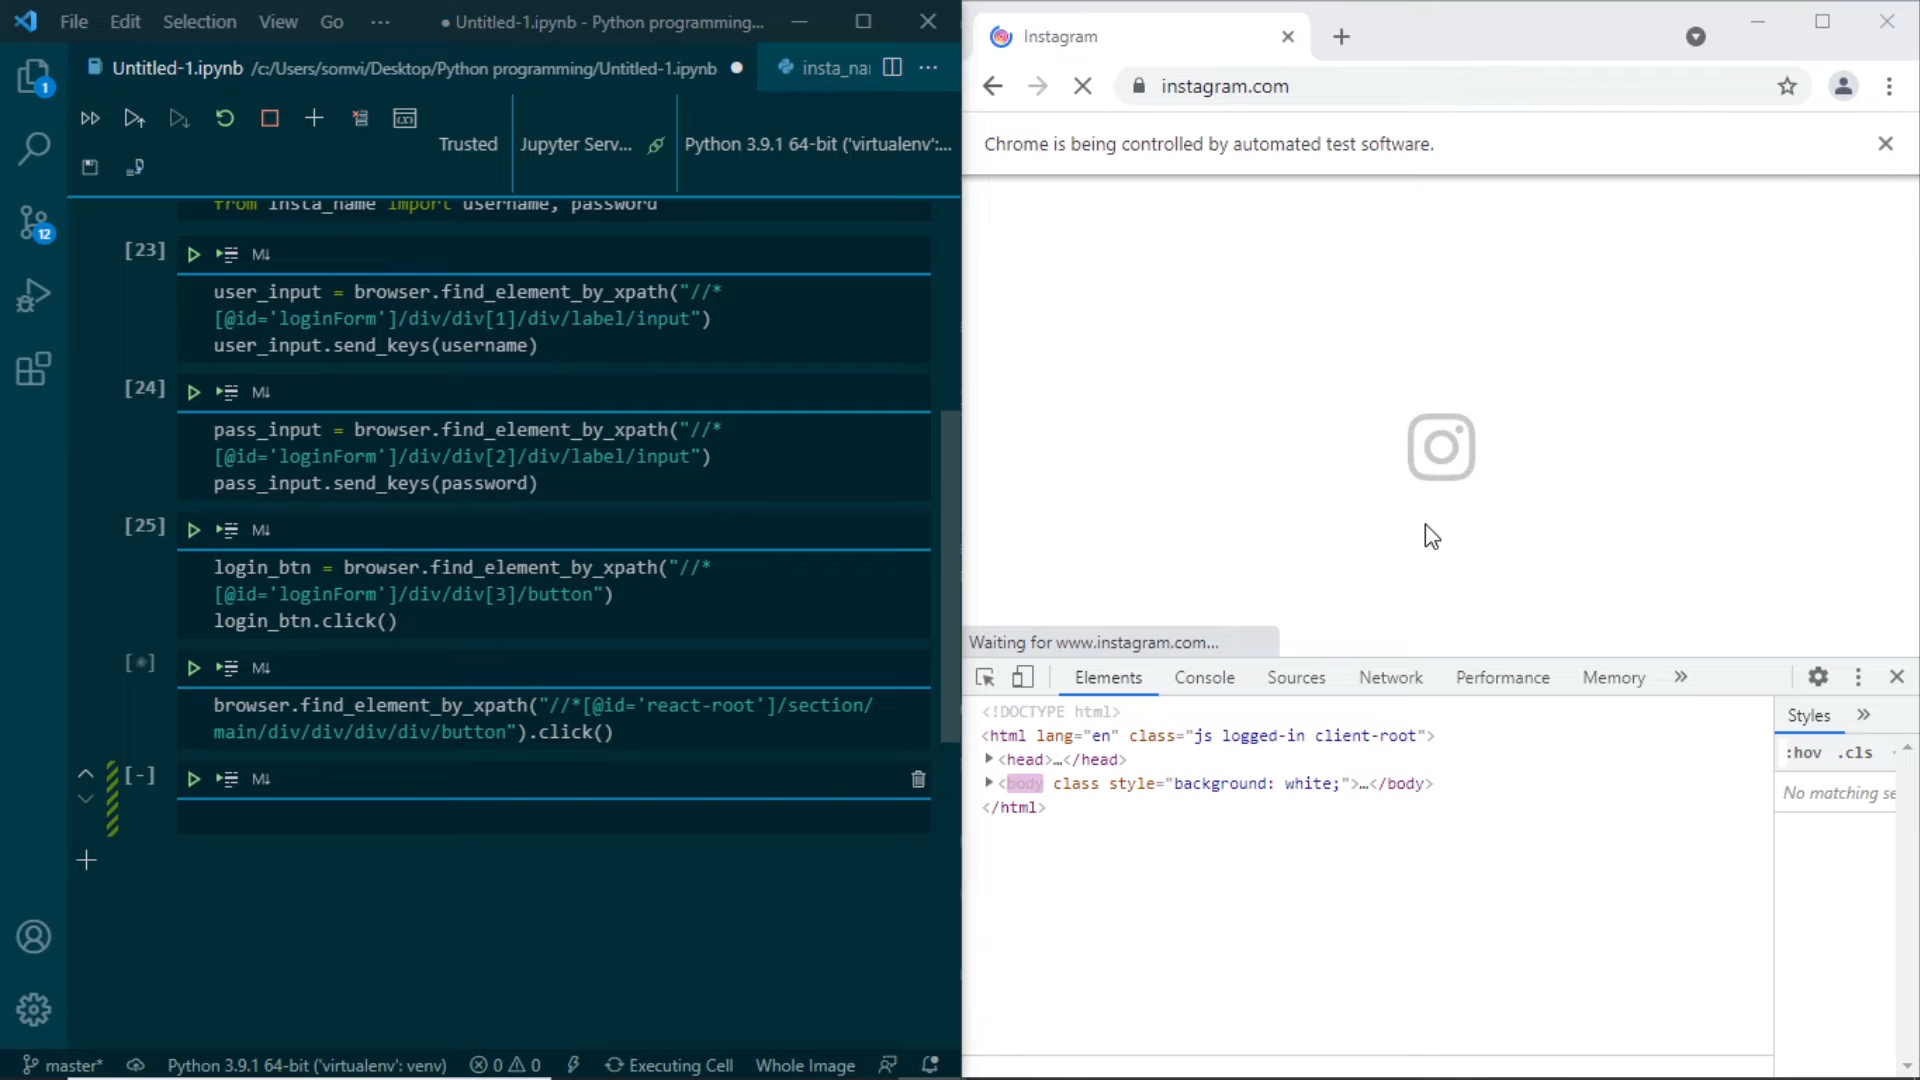 File Edit Selection View Go ··· ● Untitled-1.ipynb - Python programming...
1
Untitled-1.ipynb /c:/Users/somvi/Desktop/Python programming/Untitled-1.ipynb ● insta_na
Trusted Jupyter Serv... Python 3.9.1 64-bit ('virtualenv':...
12
from insta_name import username, password
[23] M↓
user_input = browser.find_element_by_xpath("//*
[@id='loginForm']/div/div[1]/div/label/input")
user_input.send_keys(username)
[24] M↓
pass_input = browser.find_element_by_xpath("//*
[@id='loginForm']/div/div[2]/div/label/input")
pass_input.send_keys(password)
[25] M↓
login_btn = browser.find_element_by_xpath("//*
[@id='loginForm']/div/div[3]/button")
login_btn.click()
[*] M↓
browser.find_element_by_xpath("//*[@id='react-root']/section/
main/div/div/div/div/button").click()
[-] M↓
master* Python 3.9.1 64-bit ('virtualenv': venv) 0 0 Executing Cell Whole Image
Instagram
instagram.com
Chrome is being controlled by automated test software.
Waiting for www.instagram.com...
Elements Console Sources Network Performance Memory »
<!DOCTYPE html>
<html lang="en" class="js logged-in client-root">
<head>…</head>
<body class style="background: white;">…</body>
</html>
Styles »
:hov .cls
No matching se